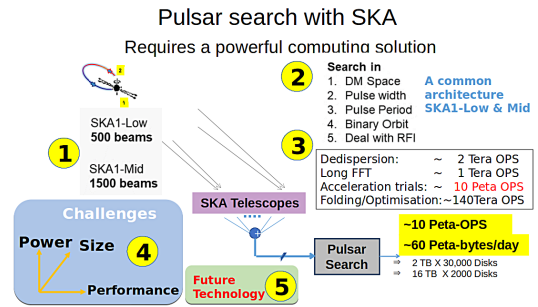 Pulsar search with SKA
Requires a powerful computing solution
2
1
1
SKA1-Low
500 beams
SKA1-Mid
1500 beams
2
Search in
1. DM Space
2. Pulse width
3. Pulse Period
4. Binary Orbit
5. Deal with RFI
A common
architecture
SKA1-Low & Mid
3
Dedispersion: ~ 2 Tera OPS
Long FFT ~ 1 Tera OPS
Acceleration trials: ~ 10 Peta OPS
Folding/Optimisation:~140Tera OPS
SKA Telescopes
Challenges
Power
Size
Performance
4
Future
Technology
5
Pulsar
Search
~10 Peta-OPS
~60 Peta-bytes/day
⇒ 2 TB X 30,000 Disks
⇒ 16 TB X 2000 Disks